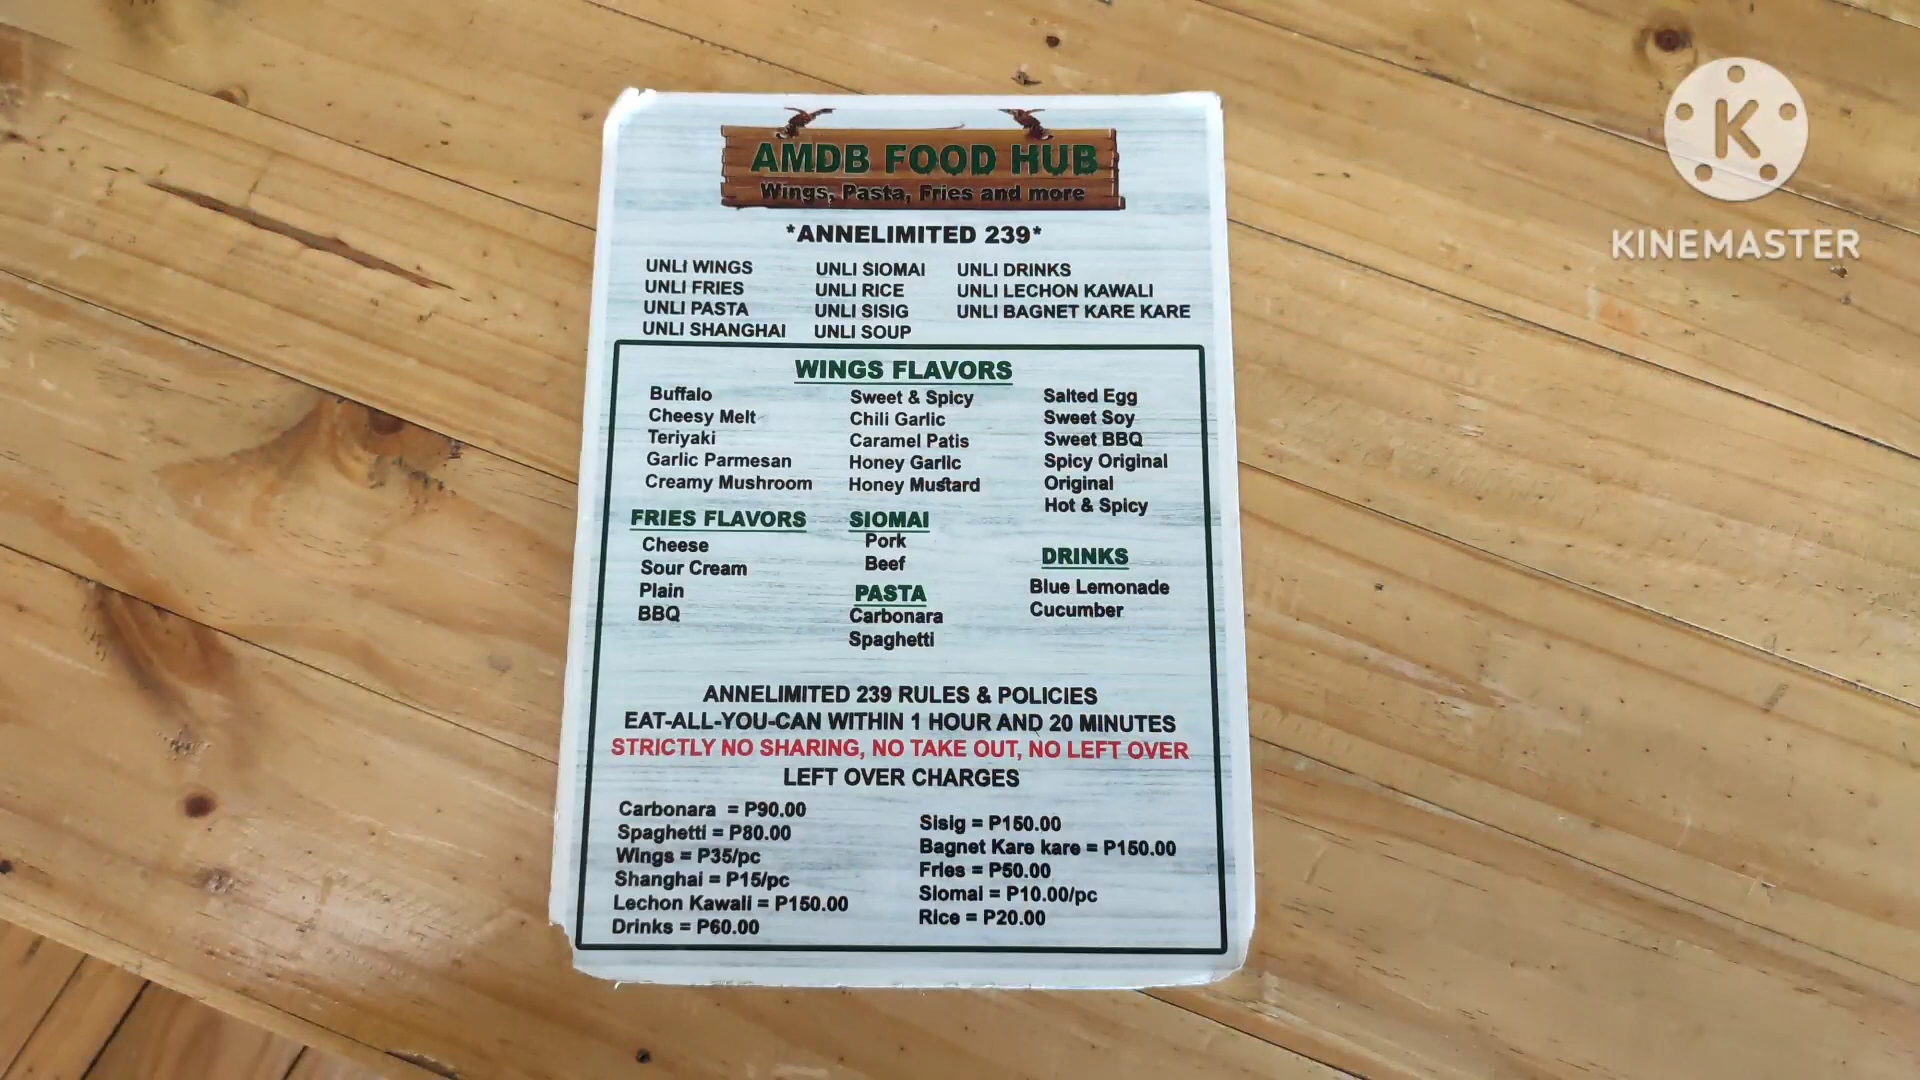 AMDB FOOD HUB
Wings, Pasta, Fries and more
*ANNELIMITED 239*
UNLI WINGS
UNLI FRIES
UNLI PASTA
UNLI SHANGHAI
UNLI SIOMAI
UNLI RICE
UNLI SISIG
UNLI SOUP
UNLI DRINKS
UNLI LECHON KAWALI
UNLI BAGNET KARE KARE
WINGS FLAVORS
Buffalo
Cheesy Melt
Teriyaki
Garlic Parmesan
Creamy Mushroom
Sweet & Spicy
Chili Garlic
Caramel Patis
Honey Garlic
Honey Mustard
Salted Egg
Sweet Soy
Sweet BBQ
Spicy Original
Original
Hot & Spicy
FRIES FLAVORS
Cheese
Sour Cream
Plain
BBQ
SIOMAI
Pork
Beef
PASTA
Carbonara
Spaghetti
DRINKS
Blue Lemonade
Cucumber
ANNELIMITED 239 RULES & POLICIES
EAT-ALL-YOU-CAN WITHIN 1 HOUR AND 20 MINUTES
STRICTLY NO SHARING, NO TAKE OUT, NO LEFT OVER
LEFT OVER CHARGES
Carbonara = P90.00
Spaghetti = P80.00
Wings = P35/pc
Shanghai = P15/pc
Lechon Kawali = P150.00
Drinks = P60.00
Sisig = P150.00
Bagnet Kare kare = P150.00
Fries = P50.00
Siomai = P10.00/pc
Rice = P20.00
K
KINEMASTER